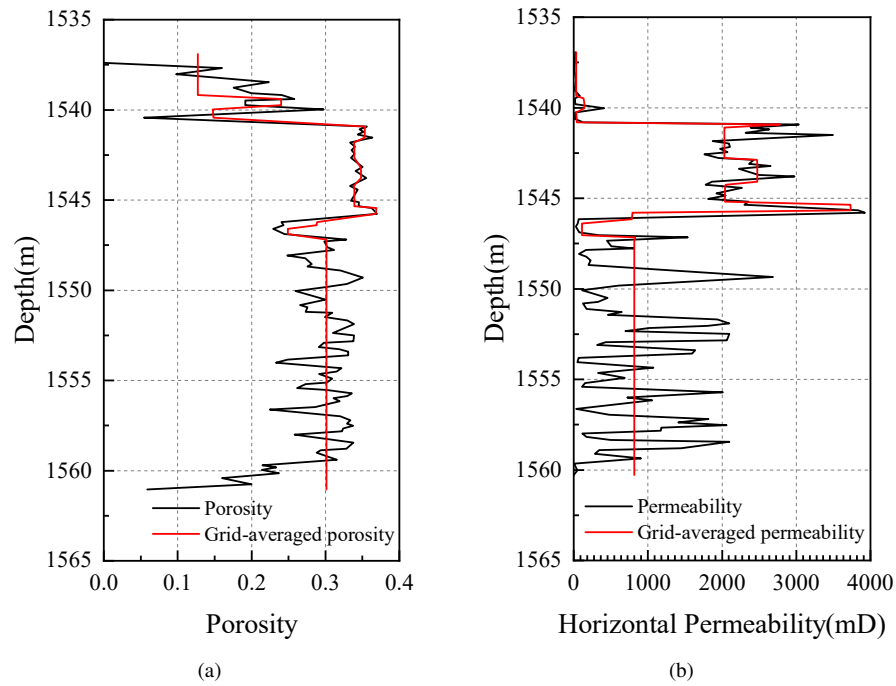 1535
1540
1545
1550
1555
1560
1565
Depth(m)
0.0 0.1 0.2 0.3 0.4
Porosity
Grid-averaged porosity
Porosity
(a)
1535
1540
1545
1550
1555
1560
1565
Depth(m)
0 1000 2000 3000 4000
Permeability
Grid-averaged permeability
Horizontal Permeability(mD)
(b)